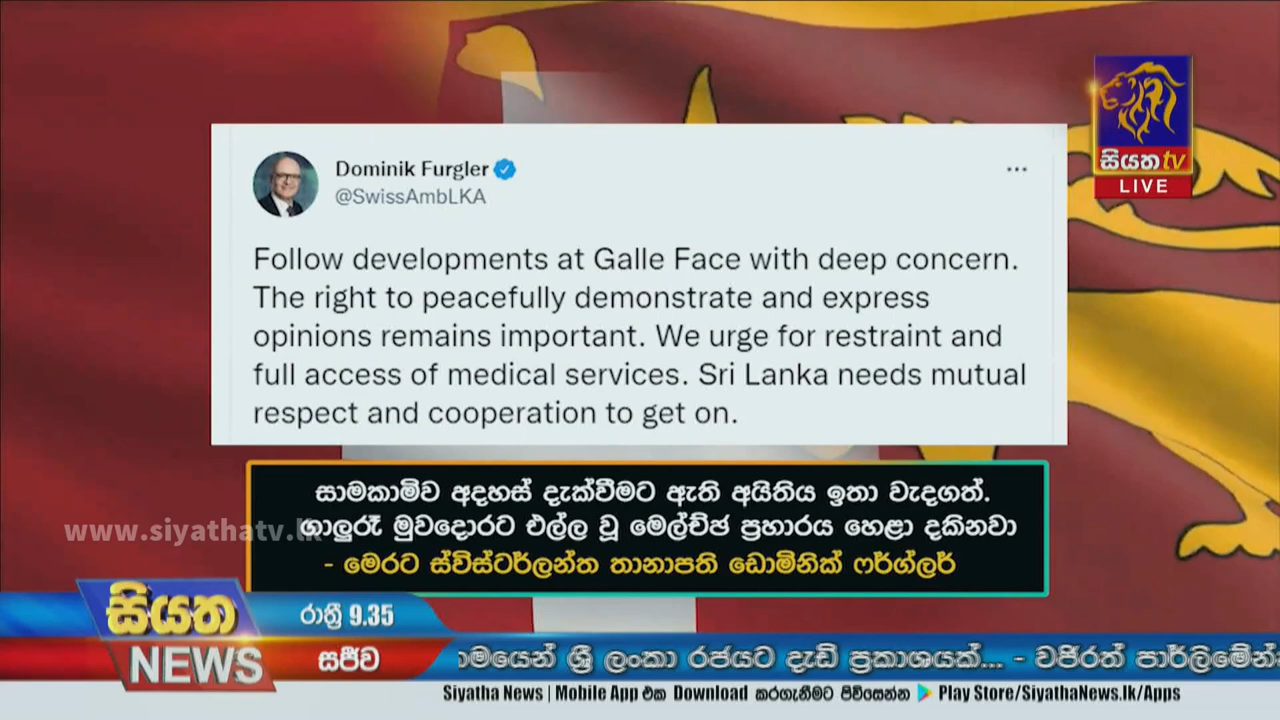 සියත tv
LIVE
Dominik Furgler
@SwissAmbLKA
Follow developments at Galle Face with deep concern.
The right to peacefully demonstrate and express
opinions remains important. We urge for restraint and
full access of medical services. Sri Lanka needs mutual
respect and cooperation to get on.
සාමකාමිව අදහස් දැක්වීමට ඇති අයිතිය ඉතා වැදගත්.
ගාලුරෑ මුවදොරට එල්ල වූ මෙල්ච්ඡ ප්‍රහාරය හෙළා දකිනවා
- මෙරට ස්විස්ටර්ලන්ත තානාපති ඩොමිනික් ෆර්ග්ලර්
www.siyathatv.lk
සියත
NEWS
රාත්‍රී 9.35
සජීව
ශ්‍රී ලංකා රජයට දැඩි ප්‍රකාශයක්... - වජිරත්
Siyatha News | Mobile App එක Download කරගැනීමට පිවිසෙන්න Play Store/SiyathaNews.lk/Apps